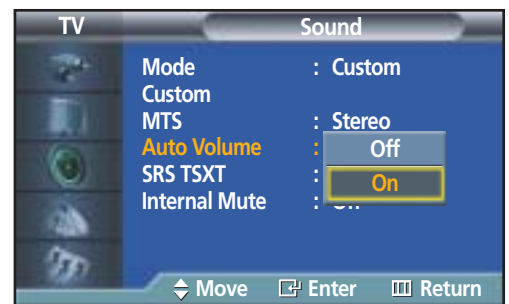 TV Sound
Mode : Custom
Custom
MTS : Stereo
Auto Volume : Off
SRS TSXT : On
Internal Mute :
Move Enter Return